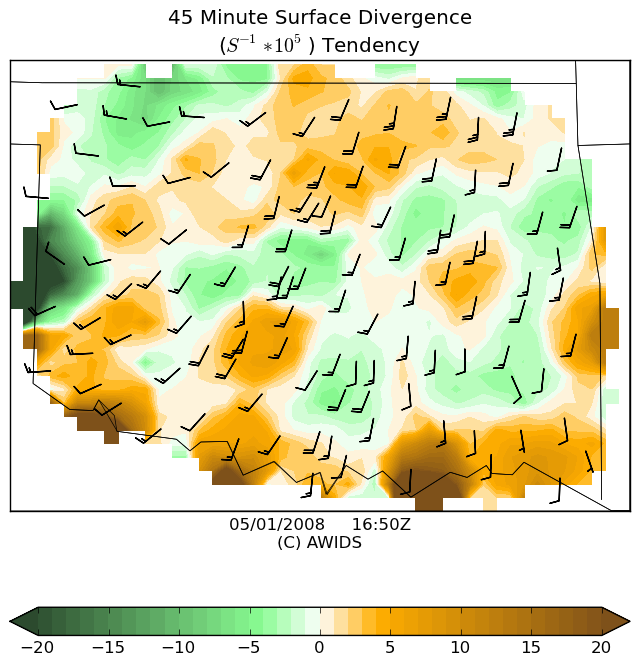 45 Minute Surface Divergence
(S⁻¹ ∗10⁵ ) Tendency
05/01/2008 16:50Z
(C) AWIDS
−20 −15 −10 −5 0 5 10 15 20